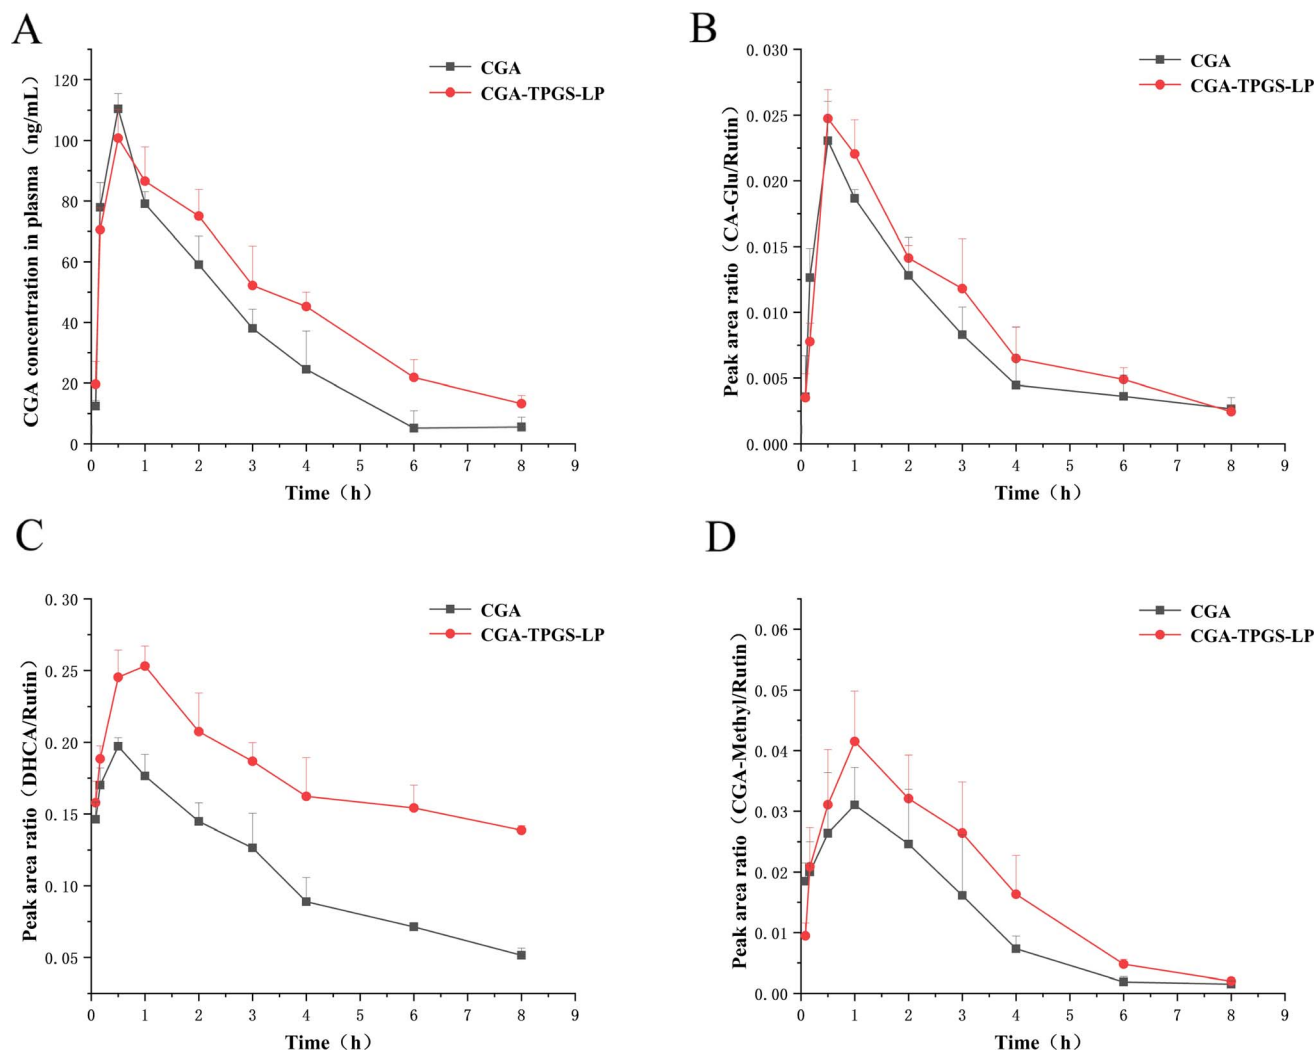 A
CGA concentration in plasma（ng/mL）
120
100
80
60
40
20
0
0 1 2 3 4 5 6 7 8 9
Time（h）
CGA
CGA-TPGS-LP
B
Peak area ratio（CA-Glu/Rutin）
0.030
0.025
0.020
0.015
0.010
0.005
0.000
0 1 2 3 4 5 6 7 8 9
Time（h）
CGA
CGA-TPGS-LP
C
Peak area ratio（DHCA/Rutin）
0.30
0.25
0.20
0.15
0.10
0.05
0 1 2 3 4 5 6 7 8 9
Time（h）
CGA
CGA-TPGS-LP
D
Peak area ratio（CGA-Methyl/Rutin）
0.06
0.05
0.04
0.03
0.02
0.01
0.00
0 1 2 3 4 5 6 7 8 9
Time（h）
CGA
CGA-TPGS-LP